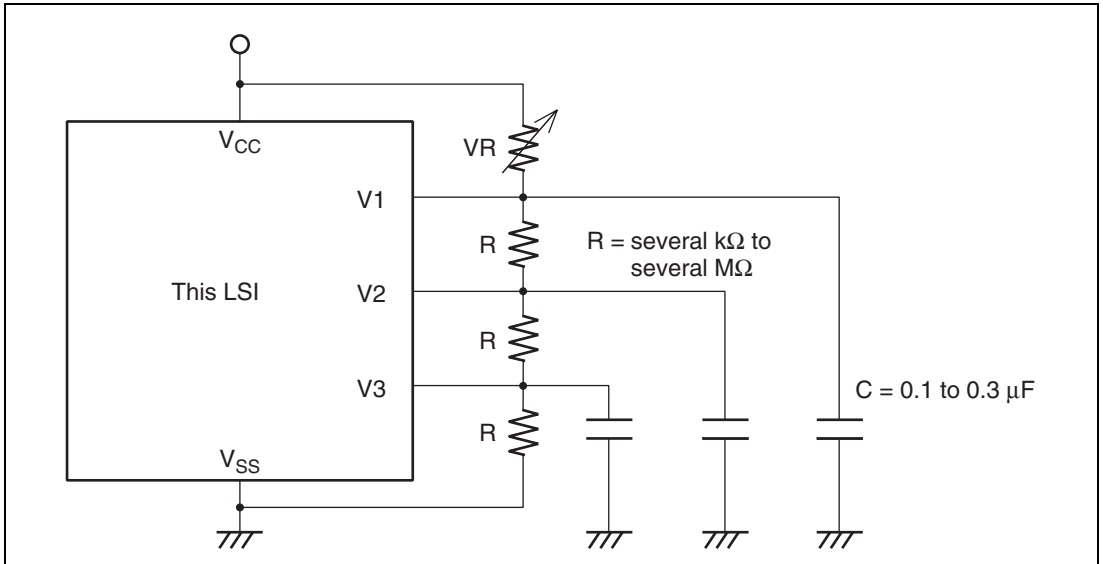 V_CC
VR
V1
R
R = several kΩ to
several MΩ
This LSI
V2
R
V3
C = 0.1 to 0.3 μF
R
V_SS